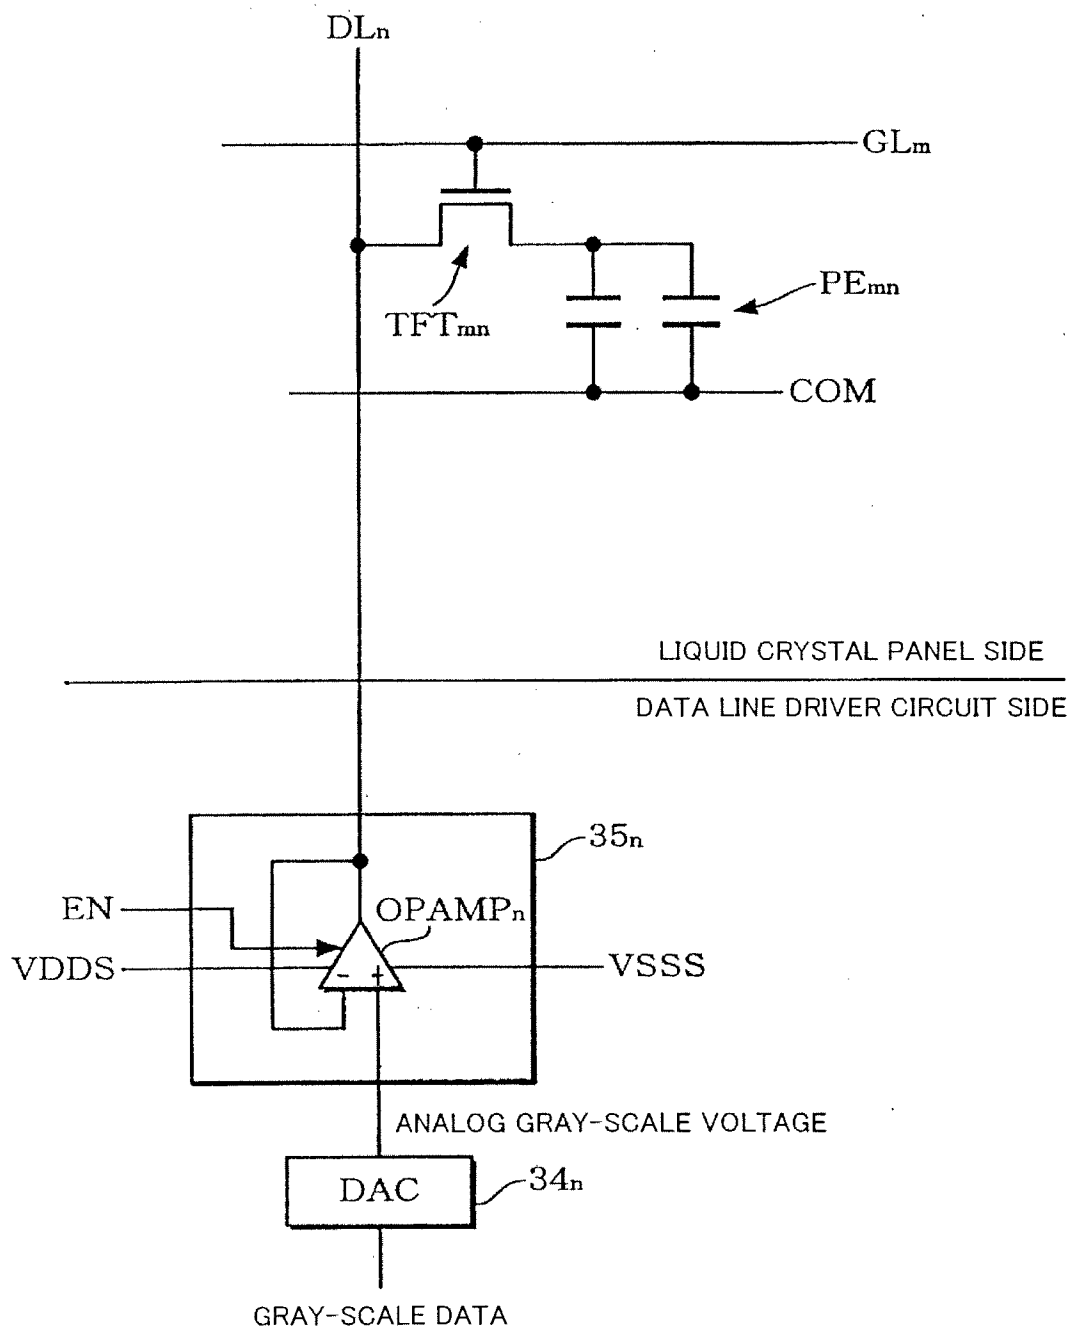 DLn
GLm
PEmn
TFTmn
COM
LIQUID CRYSTAL PANEL SIDE
DATA LINE DRIVER CIRCUIT SIDE
35n
EN
OPAMPn
VDDS
- +
VSSS
ANALOG GRAY-SCALE VOLTAGE
DAC
34n
GRAY-SCALE DATA